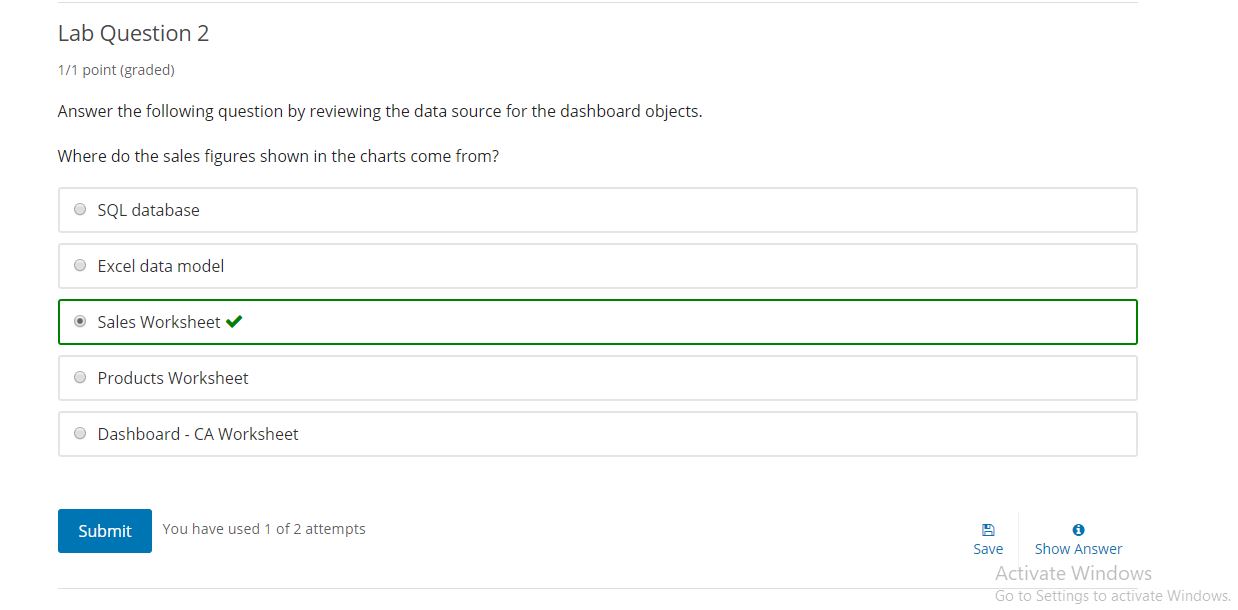 Lab Question 2
1/1 point (graded)
Answer the following question by reviewing the data source for the dashboard objects.
Where do the sales figures shown in the charts come from?
SQL database
Excel data model
Sales Worksheet
Products Worksheet
Dashboard - CA Worksheet
Submit
You have used 1 of 2 attempts
Save
Show Answer
Activate Windows
Go to Settings to activate Windows.